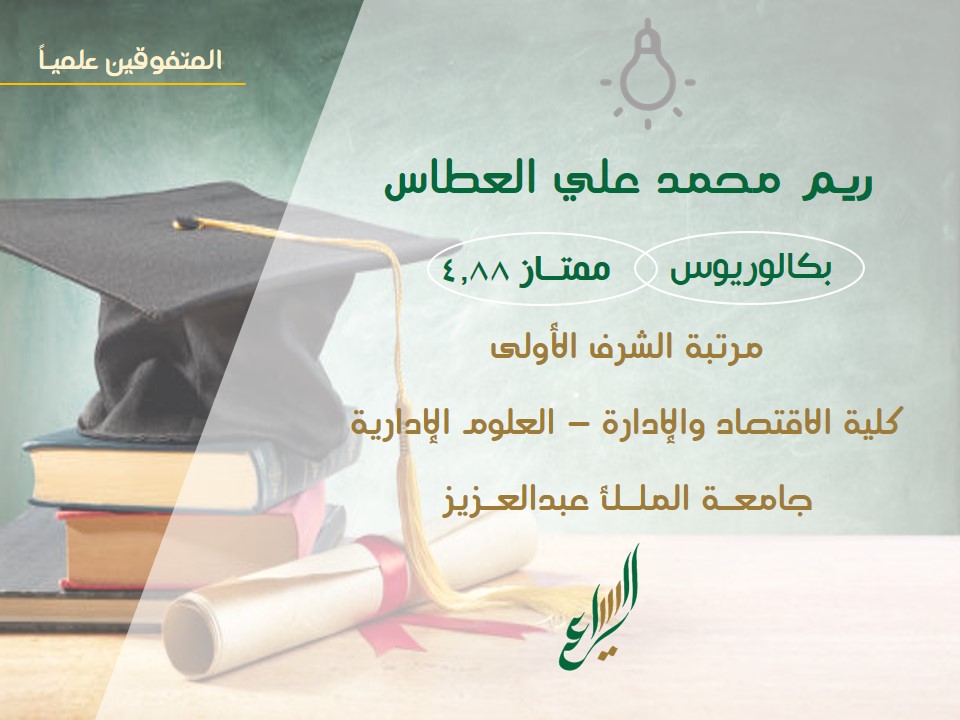 المتفوقين علمياً
ريم محمد علي العطاس
بكالوريوس ممتـاز ٤,٨٨
مرتبة الشرف الأولى
كلية الاقتصاد والإدارة – العلوم الإدارية
جامعـة الملـك عبدالعـزيز